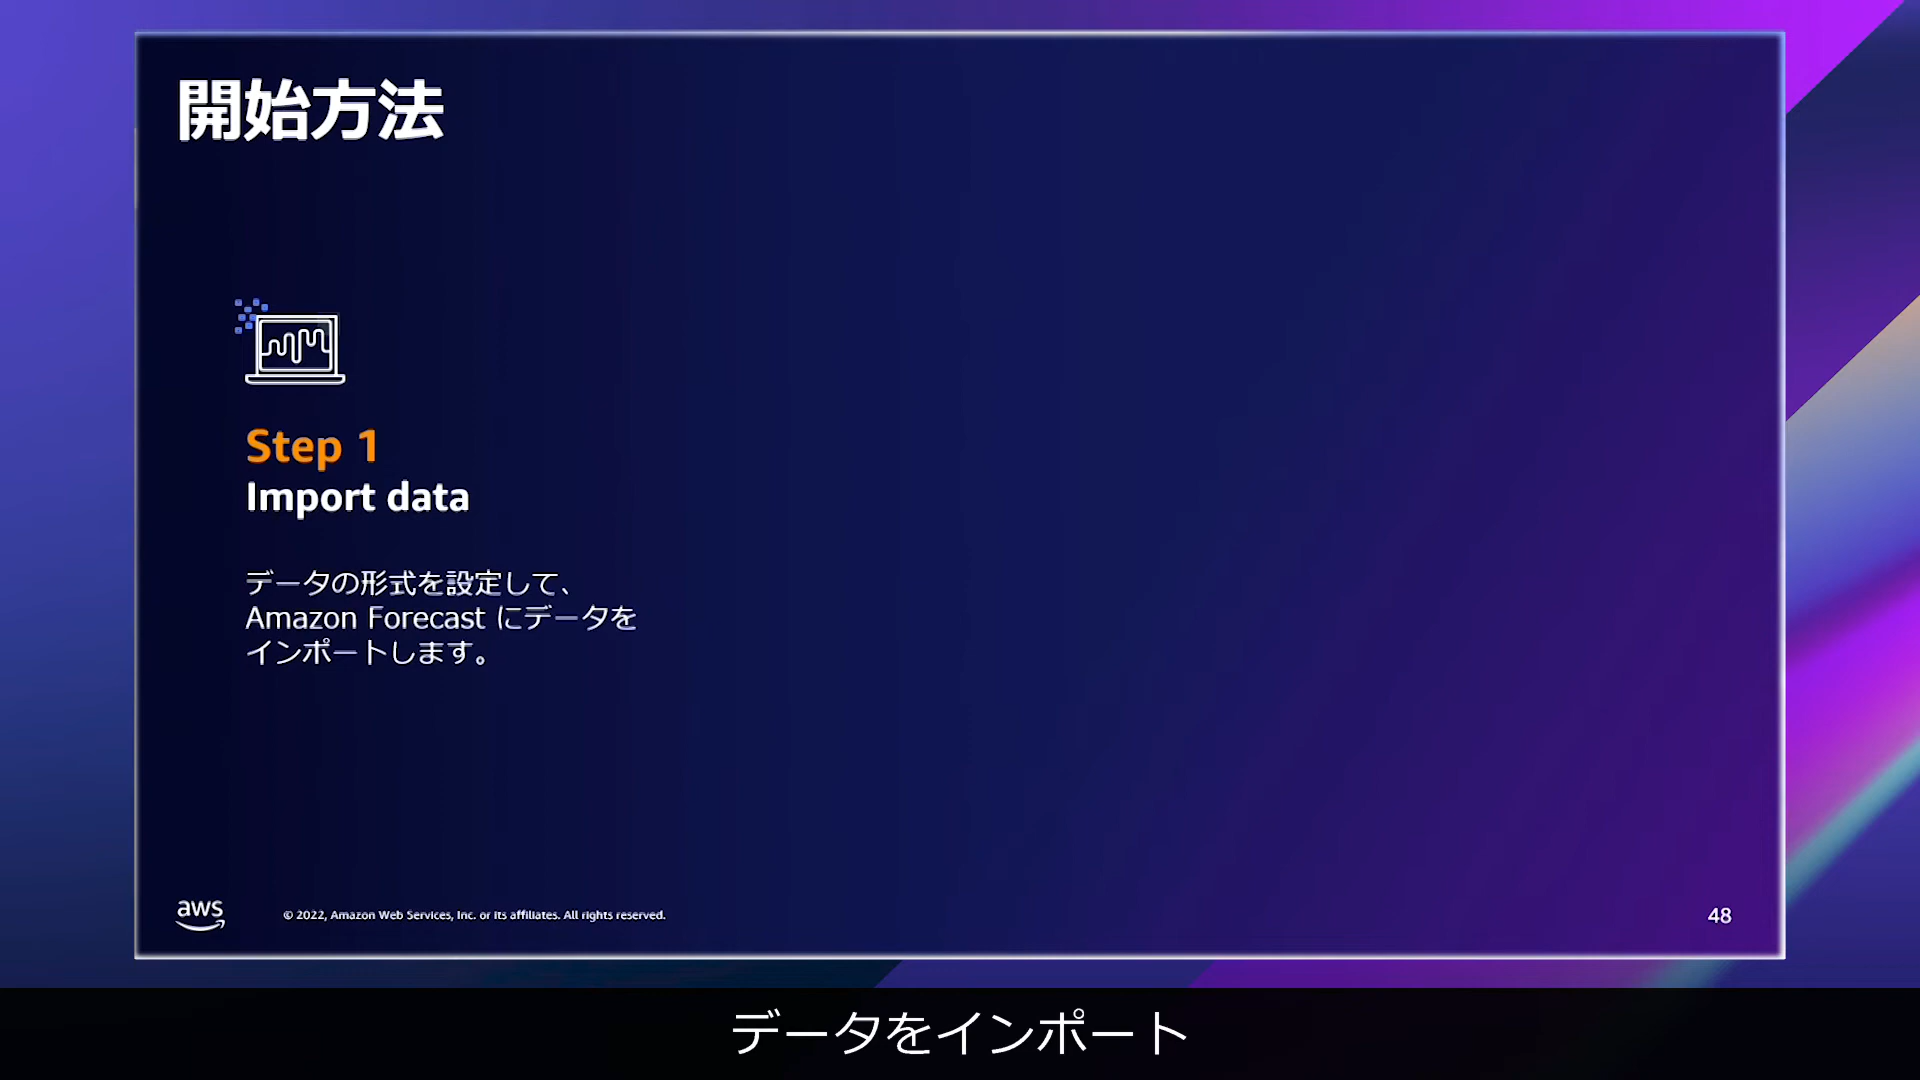 開始方法
Step 1
Import data
データの形式を設定して、
Amazon Forecast にデータを
インポートします。
aws
© 2022, Amazon Web Services, Inc. or its affiliates. All rights reserved.
48
データをインポート